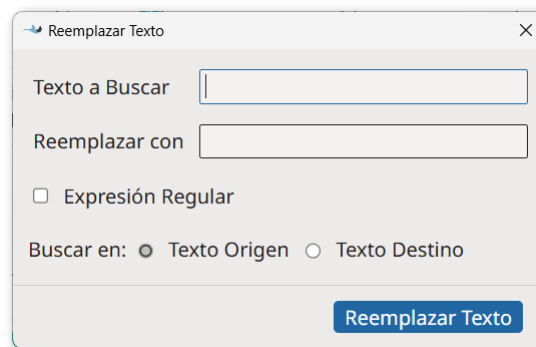 Reemplazar Texto
Texto a Buscar
Reemplazar con
Expresión Regular
Buscar en: Texto Origen Texto Destino
Reemplazar Texto